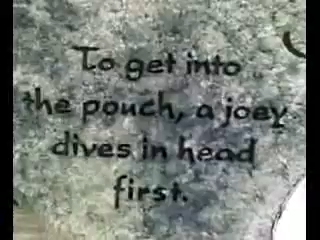 To get into
the pouch, a joey
dives in head
first.